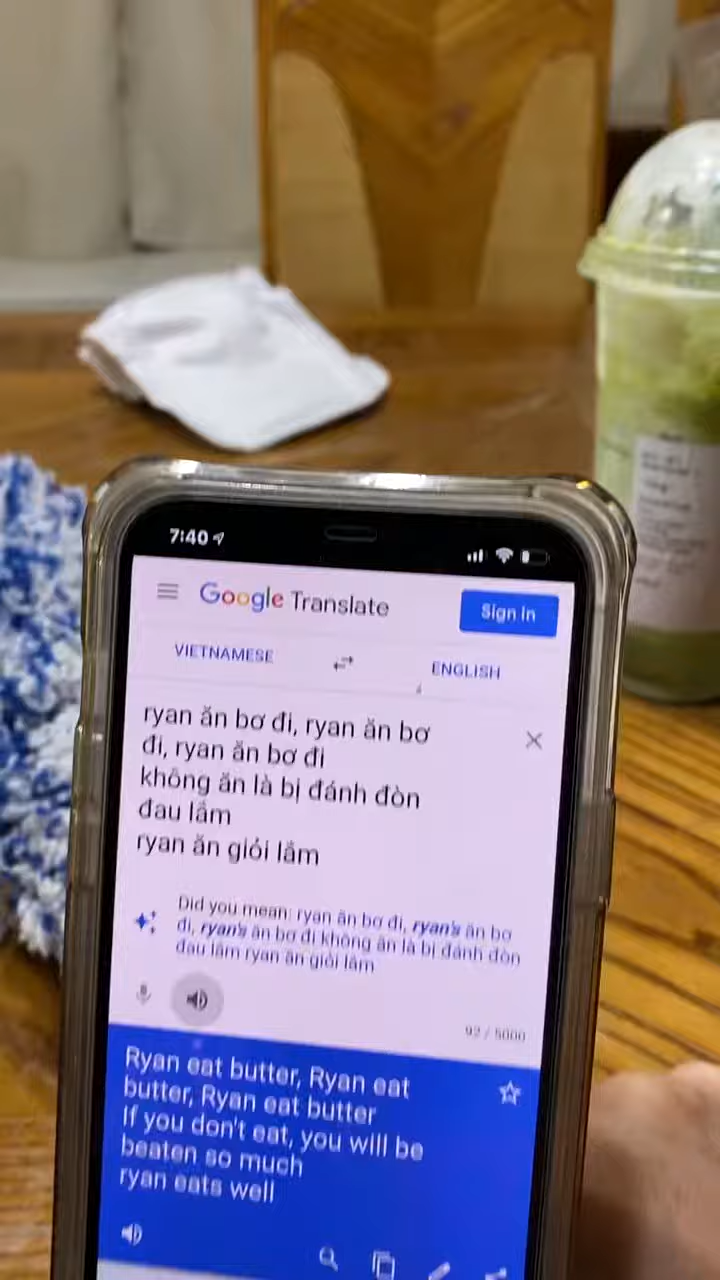 7:40
Google Translate
Sign in
VIETNAMESE
ENGLISH
ryan ăn bơ đi, ryan ăn bơ
đi, ryan ăn bơ đi
không ăn là bị đánh đòn
đau lắm
ryan ăn giỏi lắm
Did you mean: ryan ăn bơ đi, ryan's ăn bơ
đi, ryan's ăn bơ đi không ăn là bị đánh đòn
đau lắm ryan ăn giỏi lắm
92 / 5000
Ryan eat butter, Ryan eat
butter, Ryan eat butter
If you don't eat, you will be
beaten so much
ryan eats well